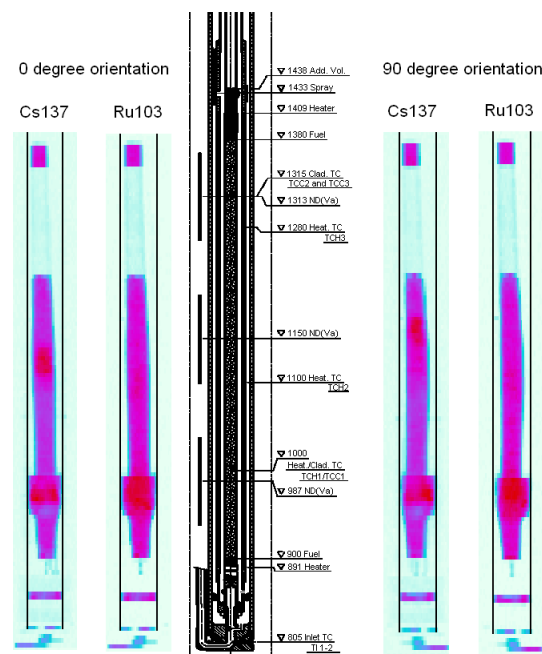 0 degree orientation
90 degree orientation
Cs137
Ru103
Cs137
Ru103
1438 Add. Vol.
1433 Spray
1409 Heater
1380 Fuel
1315 Clad. TC
TCC2 and TCC3
1313 ND(Va)
1280 Heat. TC
TCH3
1150 ND(Va)
1100 Heat. TC
TCH2
1000
Heat./Clad. TC
TCH1/TCC1
987 ND(Va)
900 Fuel
891 Heater
805 Inlet TC
TI 1-2